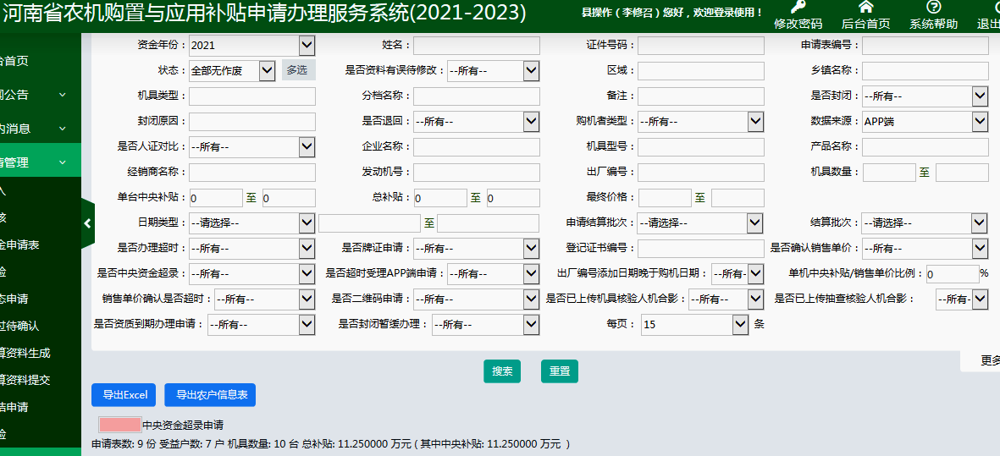 河南省农机购置与应用补贴申请办理服务系统(2021-2023)
县操作（李修召）您好，欢迎登录使用！
修改密码 后台首页 系统帮助 退出
台首页
闻公告
内消息
请管理
入
核
金申请表
验
态申请
过待确认
算资料生成
算资料提交
结申请
验
资金年份： 2021 姓名： 证件号码： 申请表编号：
状态： 全部无作废 多选 是否资料有误待修改： --所有-- 区域： 乡镇名称：
机具类型： 分档名称： 备注： 是否封闭： --所有--
封闭原因： 是否退回： --所有-- 购机者类型： --所有-- 数据来源： APP端
是否人证对比： --所有-- 企业名称： 机具型号： 产品名称：
经销商名称： 发动机号： 出厂编号： 机具数量： 至
单台中央补贴： 0 至 0 总补贴： 0 至 0 最终价格： 至
日期类型： --请选择-- 至 申请结算批次： --请选择-- 结算批次： --请选择--
是否办理超时： --所有-- 是否牌证申请： --所有-- 登记证书编号： 是否确认销售单价： --所有--
是否中央资金超录： --所有-- 是否超时受理APP端申请： --所有-- 出厂编号添加日期晚于购机日期： --所有- 单机中央补贴/销售单价比例： 0 %
销售单价确认是否超时： --所有-- 是否二维码申请： --所有-- 是否已上传机具核验人机合影： --所有- 是否已上传抽查核验人机合影： --所有-
是否资质到期办理申请： --所有-- 是否封闭暂缓办理： --所有-- 每页： 15 条
更多
搜索 重置
导出Excel 导出农户信息表
中央资金超录申请
申请表数: 9 份 受益户数: 7 户 机具数量: 10 台 总补贴: 11.250000 万元 ( 其中中央补贴: 11.250000 万元 )